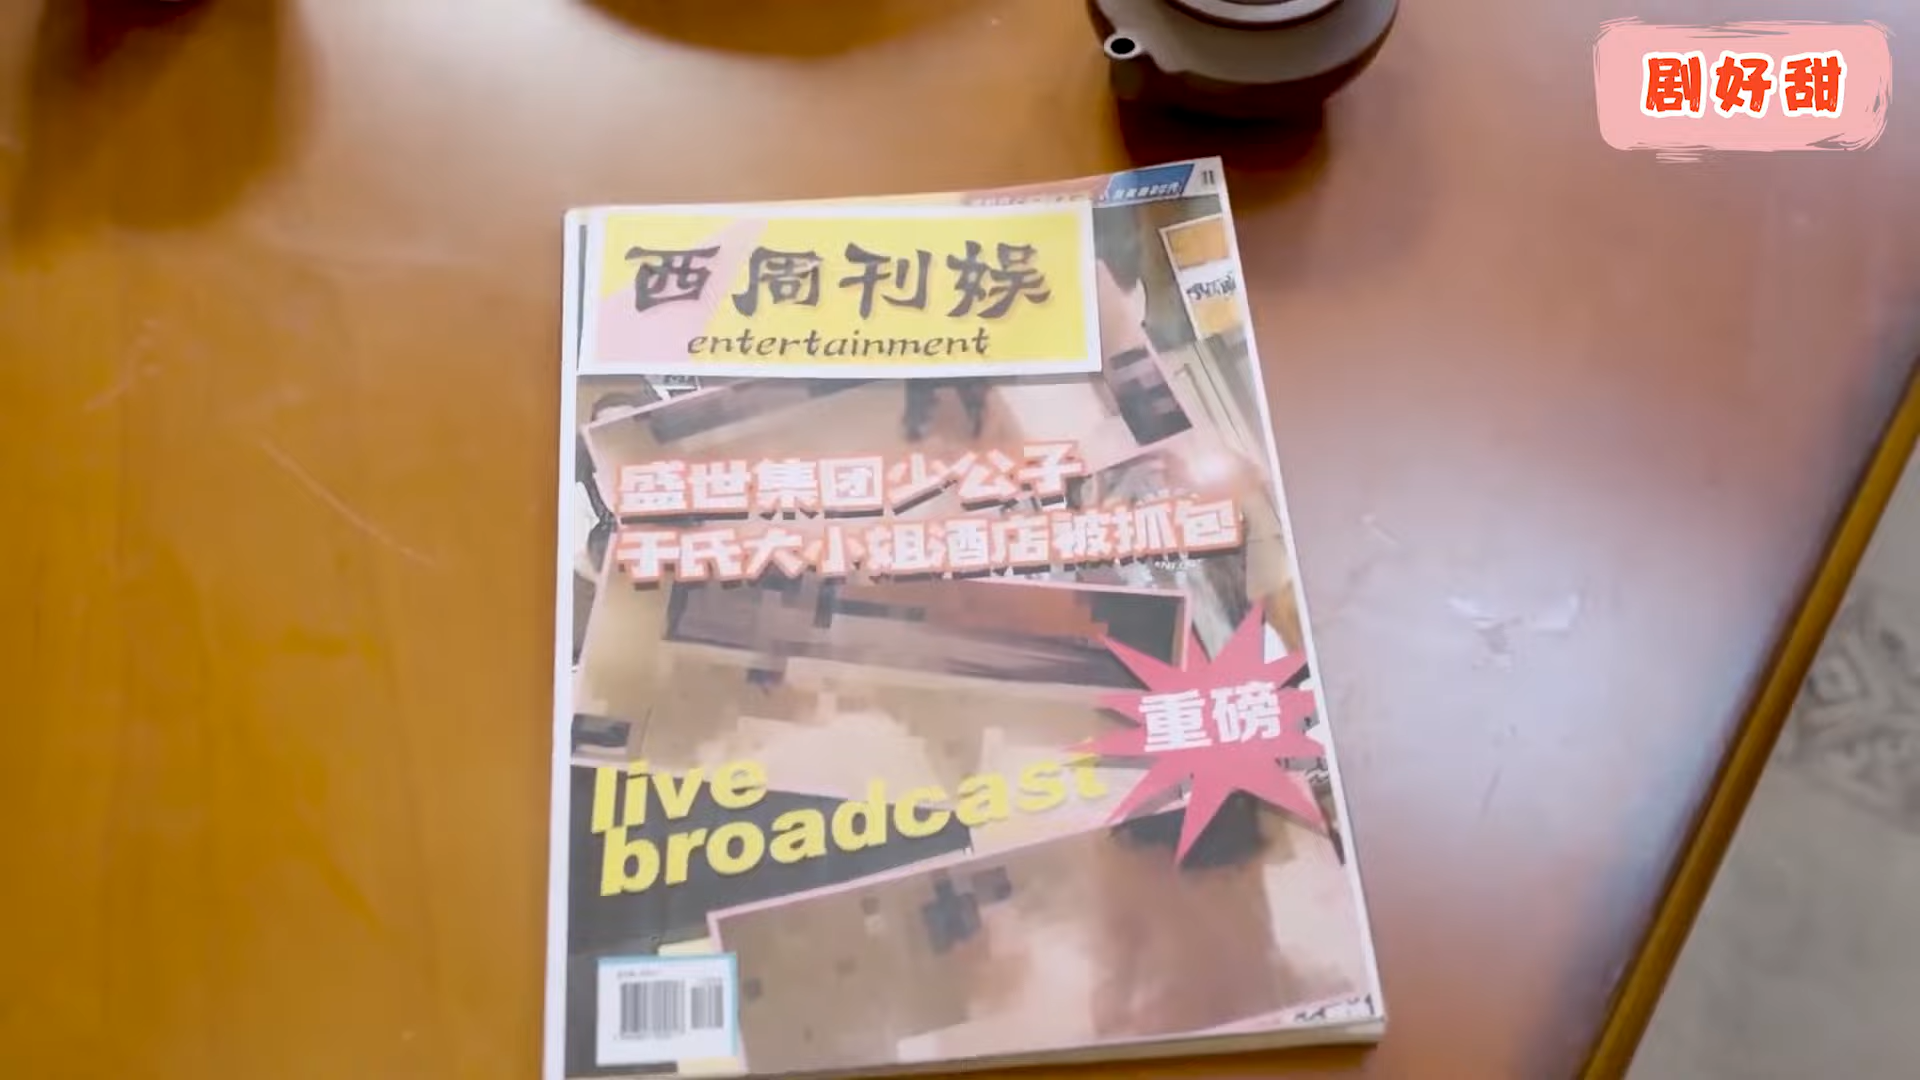 剧好甜
西周刊娱
entertainment
盛世集团少公子
于氏大小姐酒店被抓包
重磅
live
broadcast